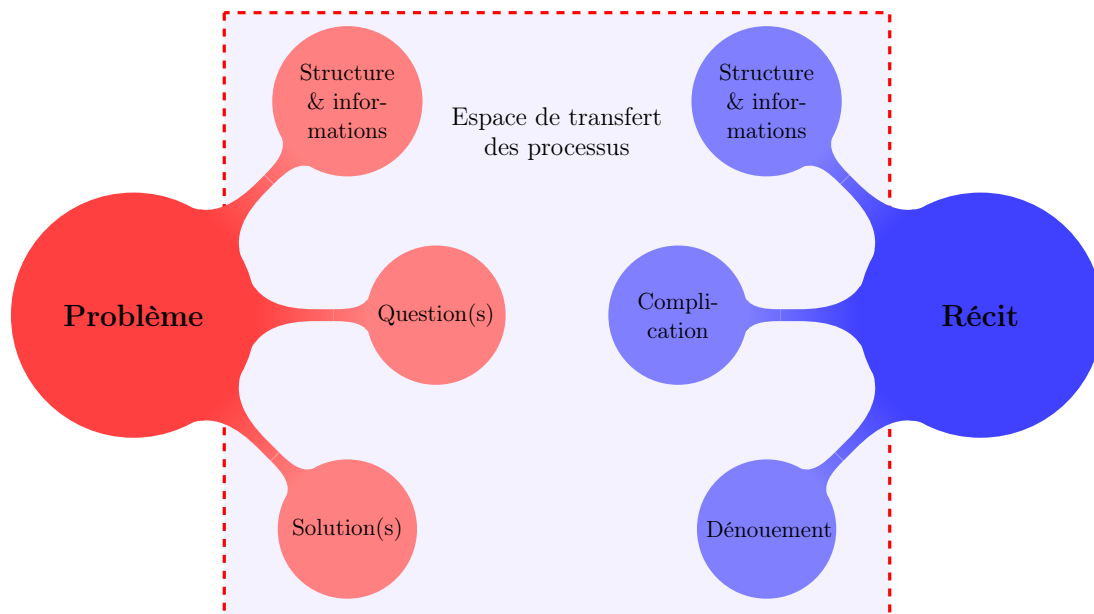 Structure
& infor-
mations
Espace de transfert
des processus
Structure
& infor-
mations
Problème
Question(s)
Compli-
cation
Récit
Solution(s)
Dénouement